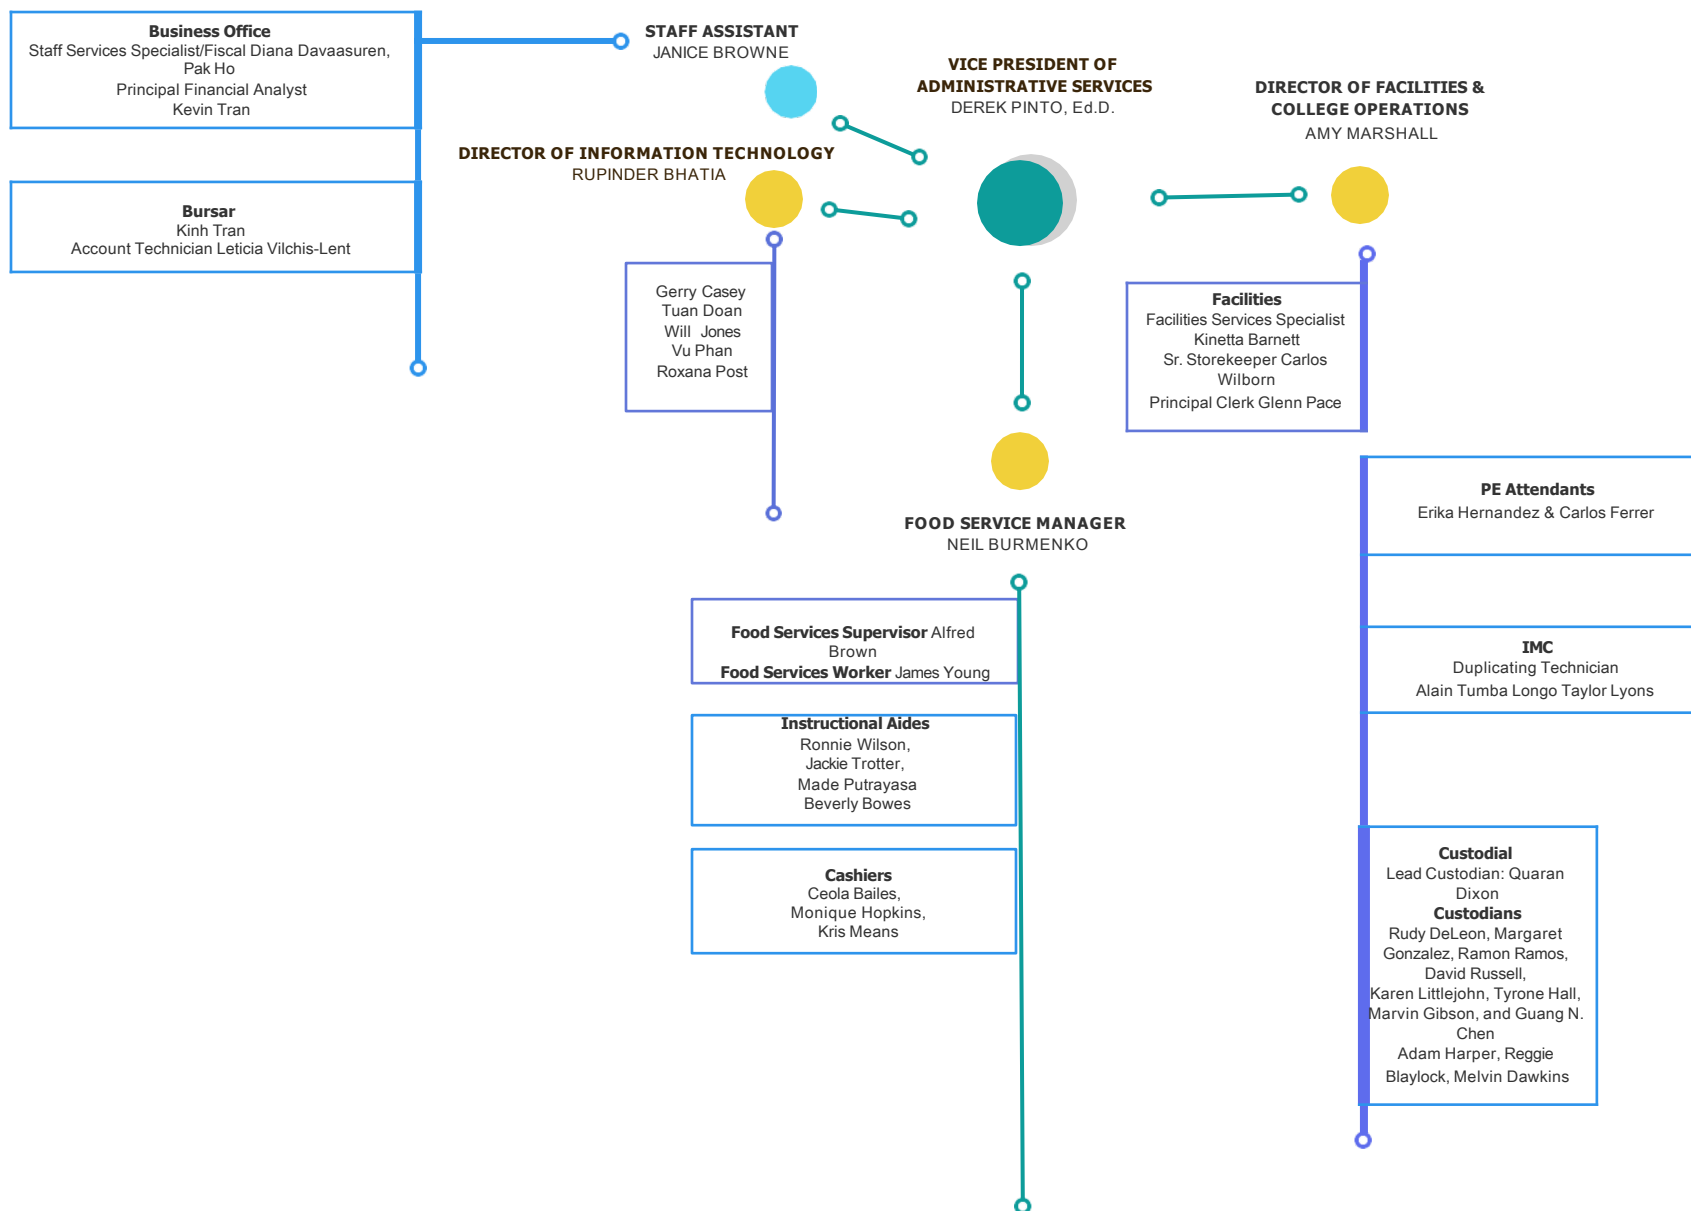 Business Office
Staff Services Specialist/Fiscal Diana Davaasuren,
Pak Ho
Principal Financial Analyst
Kevin Tran
Bursar
Kinh Tran
Account Technician Leticia Vilchis-Lent
STAFF ASSISTANT
JANICE BROWNE
VICE PRESIDENT OF
ADMINISTRATIVE SERVICES
DEREK PINTO, Ed.D.
DIRECTOR OF FACILITIES &
COLLEGE OPERATIONS
AMY MARSHALL
DIRECTOR OF INFORMATION TECHNOLOGY
RUPINDER BHATIA
Gerry Casey
Tuan Doan
Will Jones
Vu Phan
Roxana Post
Facilities
Facilities Services Specialist
Kinetta Barnett
Sr. Storekeeper Carlos
Wilborn
Principal Clerk Glenn Pace
PE Attendants
Erika Hernandez & Carlos Ferrer
IMC
Duplicating Technician
Alain Tumba Longo Taylor Lyons
FOOD SERVICE MANAGER
NEIL BURMENKO
Food Services Supervisor Alfred
Brown
Food Services Worker James Young
Instructional Aides
Ronnie Wilson,
Jackie Trotter,
Made Putrayasa
Beverly Bowes
Cashiers
Ceola Bailes,
Monique Hopkins,
Kris Means
Custodial
Lead Custodian: Quaran
Dixon
Custodians
Rudy DeLeon, Margaret
Gonzalez, Ramon Ramos,
David Russell,
Karen Littlejohn, Tyrone Hall,
Marvin Gibson, and Guang N.
Chen
Adam Harper, Reggie
Blaylock, Melvin Dawkins